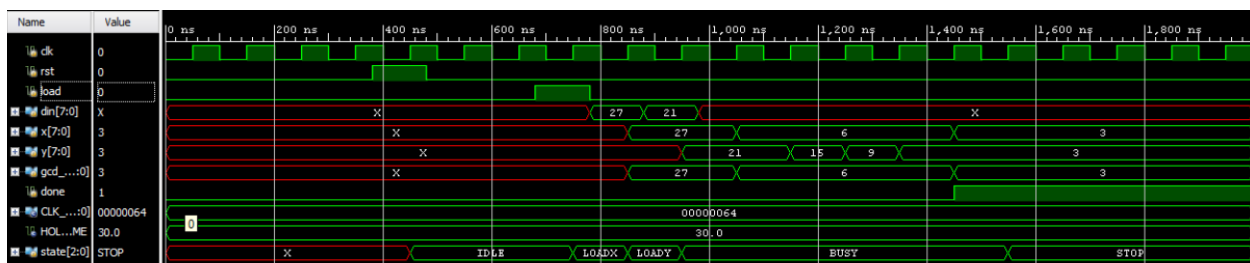 Name Value 0 ns 200 ns 400 ns 600 ns 800 ns 1,000 ns 1,200 ns 1,400 ns 1,600 ns 1,800 ns
clk 0
rst 0
load 0
din[7:0] X X 27 21 X
x[7:0] 3 X 27 6 3
y[7:0] 3 X 21 15 9 3
gcd_...:0] 3 X 27 6 3
done 1
CLK_...:0] 00000064 00000064
0
HOL...ME 30.0 30.0
state[2:0] STOP X IDLE LOADX LOADY BUSY STOP